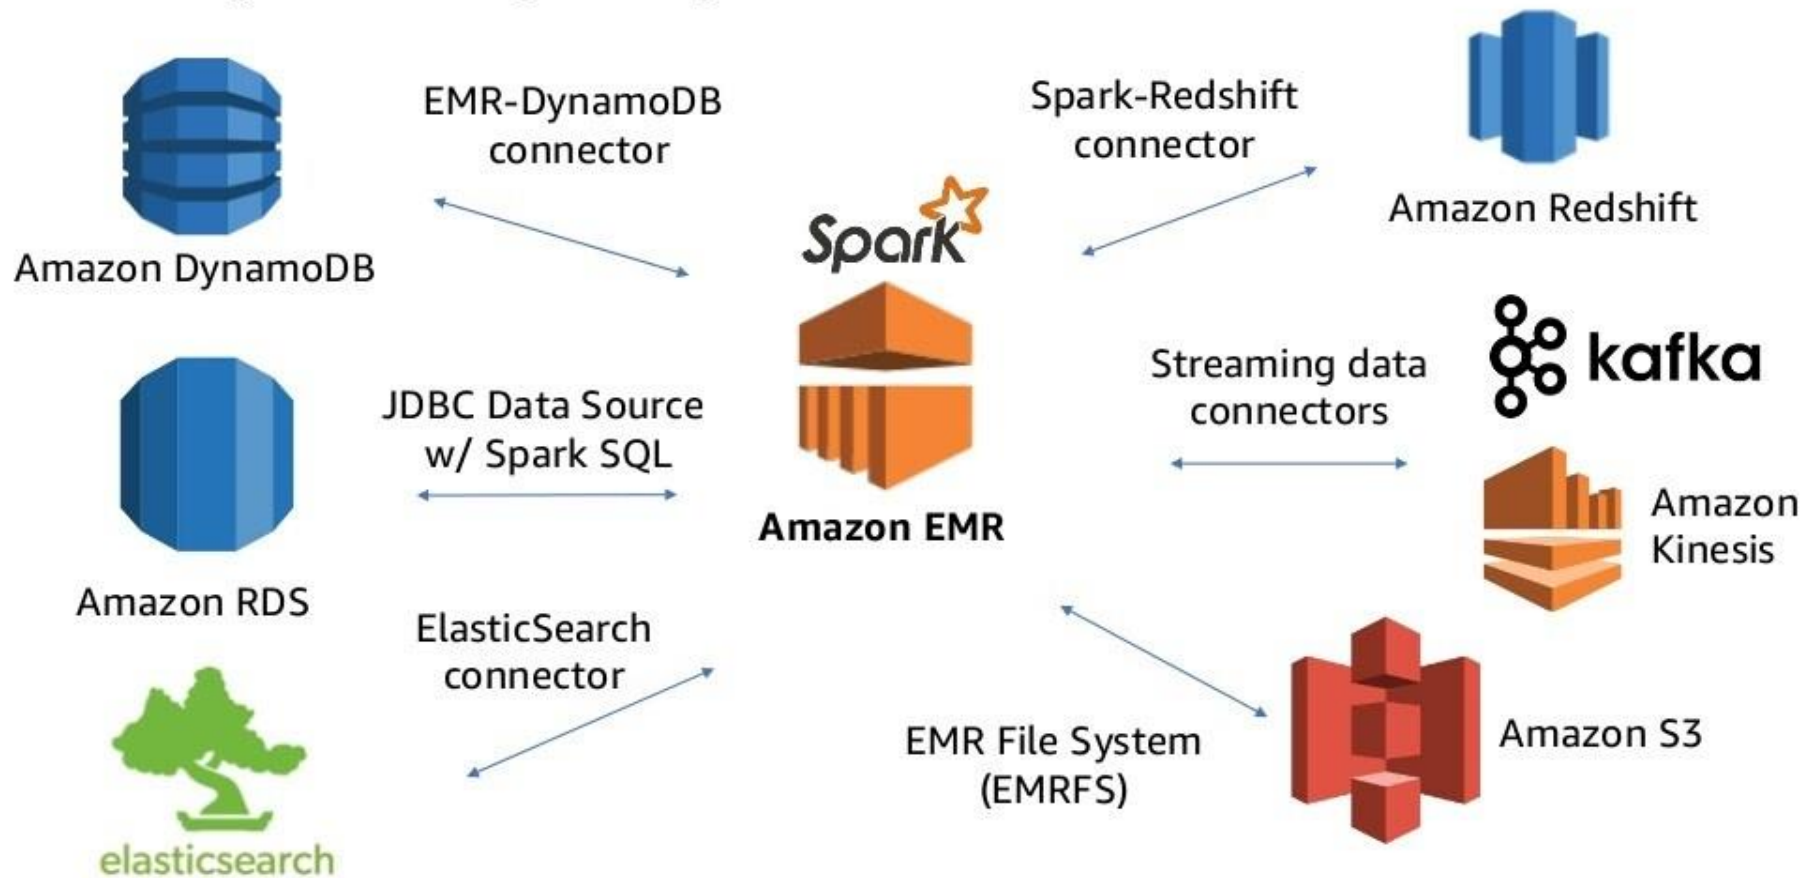 EMR-DynamoDB
connector
Spark-Redshift
connector
Amazon DynamoDB
Spark
Amazon Redshift
JDBC Data Source
w/ Spark SQL
Streaming data
connectors
kafka
Amazon EMR
Amazon
Kinesis
Amazon RDS
ElasticSearch
connector
EMR File System
(EMRFS)
Amazon S3
elasticsearch